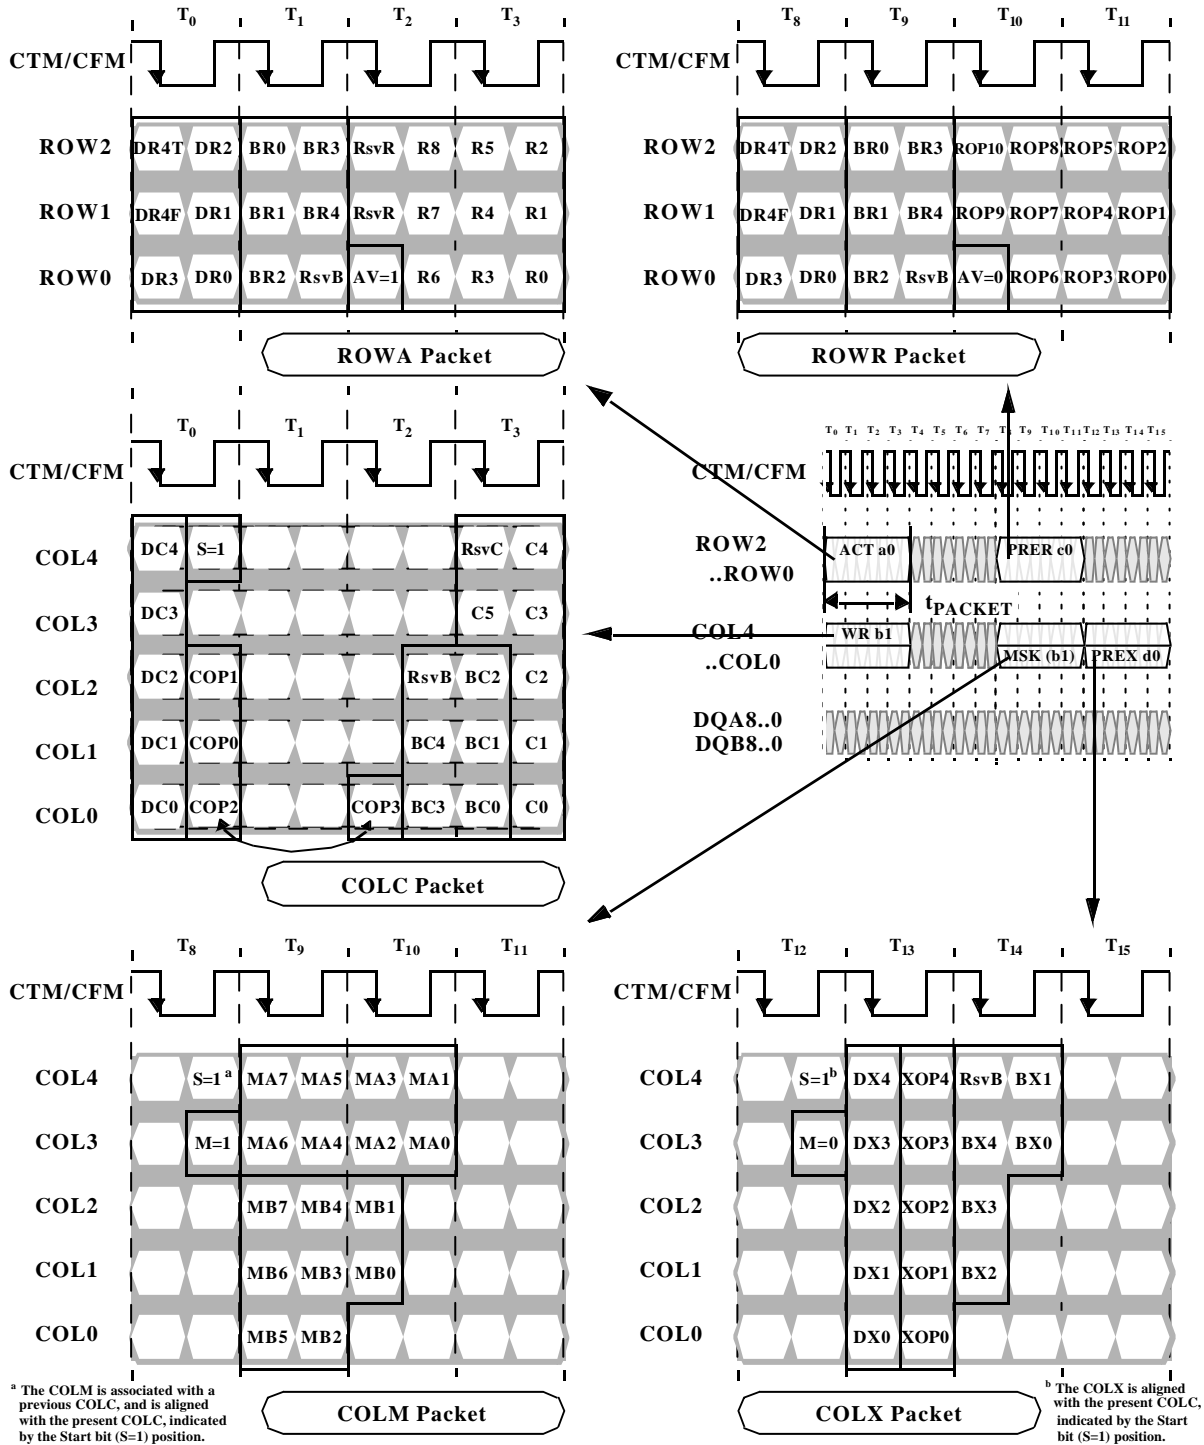 T0 T1 T2 T3
CTM/CFM
ROW2 DR4T DR2 BR0 BR3 RsvR R8 R5 R2
ROW1 DR4F DR1 BR1 BR4 RsvR R7 R4 R1
ROW0 DR3 DR0 BR2 RsvB AV=1 R6 R3 R0
ROWA Packet
T8 T9 T10 T11
CTM/CFM
ROW2 DR4T DR2 BR0 BR3 ROP10 ROP8 ROP5 ROP2
ROW1 DR4F DR1 BR1 BR4 ROP9 ROP7 ROP4 ROP1
ROW0 DR3 DR0 BR2 RsvB AV=0 ROP6 ROP3 ROP0
ROWR Packet
T0 T1 T2 T3
CTM/CFM
COL4 DC4 S=1 RsvC C4
COL3 DC3 C5 C3
COL2 DC2 COP1 RsvB BC2 C2
COL1 DC1 COP0 BC4 BC1 C1
COL0 DC0 COP2 COP3 BC3 BC0 C0
COLC Packet
T0 T1 T2 T3 T4 T5 T6 T7 T8 T9 T10 T11 T12 T13 T14 T15
CTM/CFM
ROW2 ACT a0 PRER c0
..ROW0
tPACKET
COL4 WR b1
..COL0 MSK (b1) PREX d0
DQA8..0
DQB8..0
T8 T9 T10 T11
CTM/CFM
COL4 S=1 a MA7 MA5 MA3 MA1
COL3 M=1 MA6 MA4 MA2 MA0
COL2 MB7 MB4 MB1
COL1 MB6 MB3 MB0
COL0 MB5 MB2
COLM Packet
a The COLM is associated with a
previous COLC, and is aligned
with the present COLC, indicated
by the Start bit (S=1) position.
T12 T13 T14 T15
CTM/CFM
COL4 S=1 b DX4 XOP4 RsvB BX1
COL3 M=0 DX3 XOP3 BX4 BX0
COL2 DX2 XOP2 BX3
COL1 DX1 XOP1 BX2
COL0 DX0 XOP0
COLX Packet
b The COLX is aligned
with the present COLC,
indicated by the Start
bit (S=1) position.